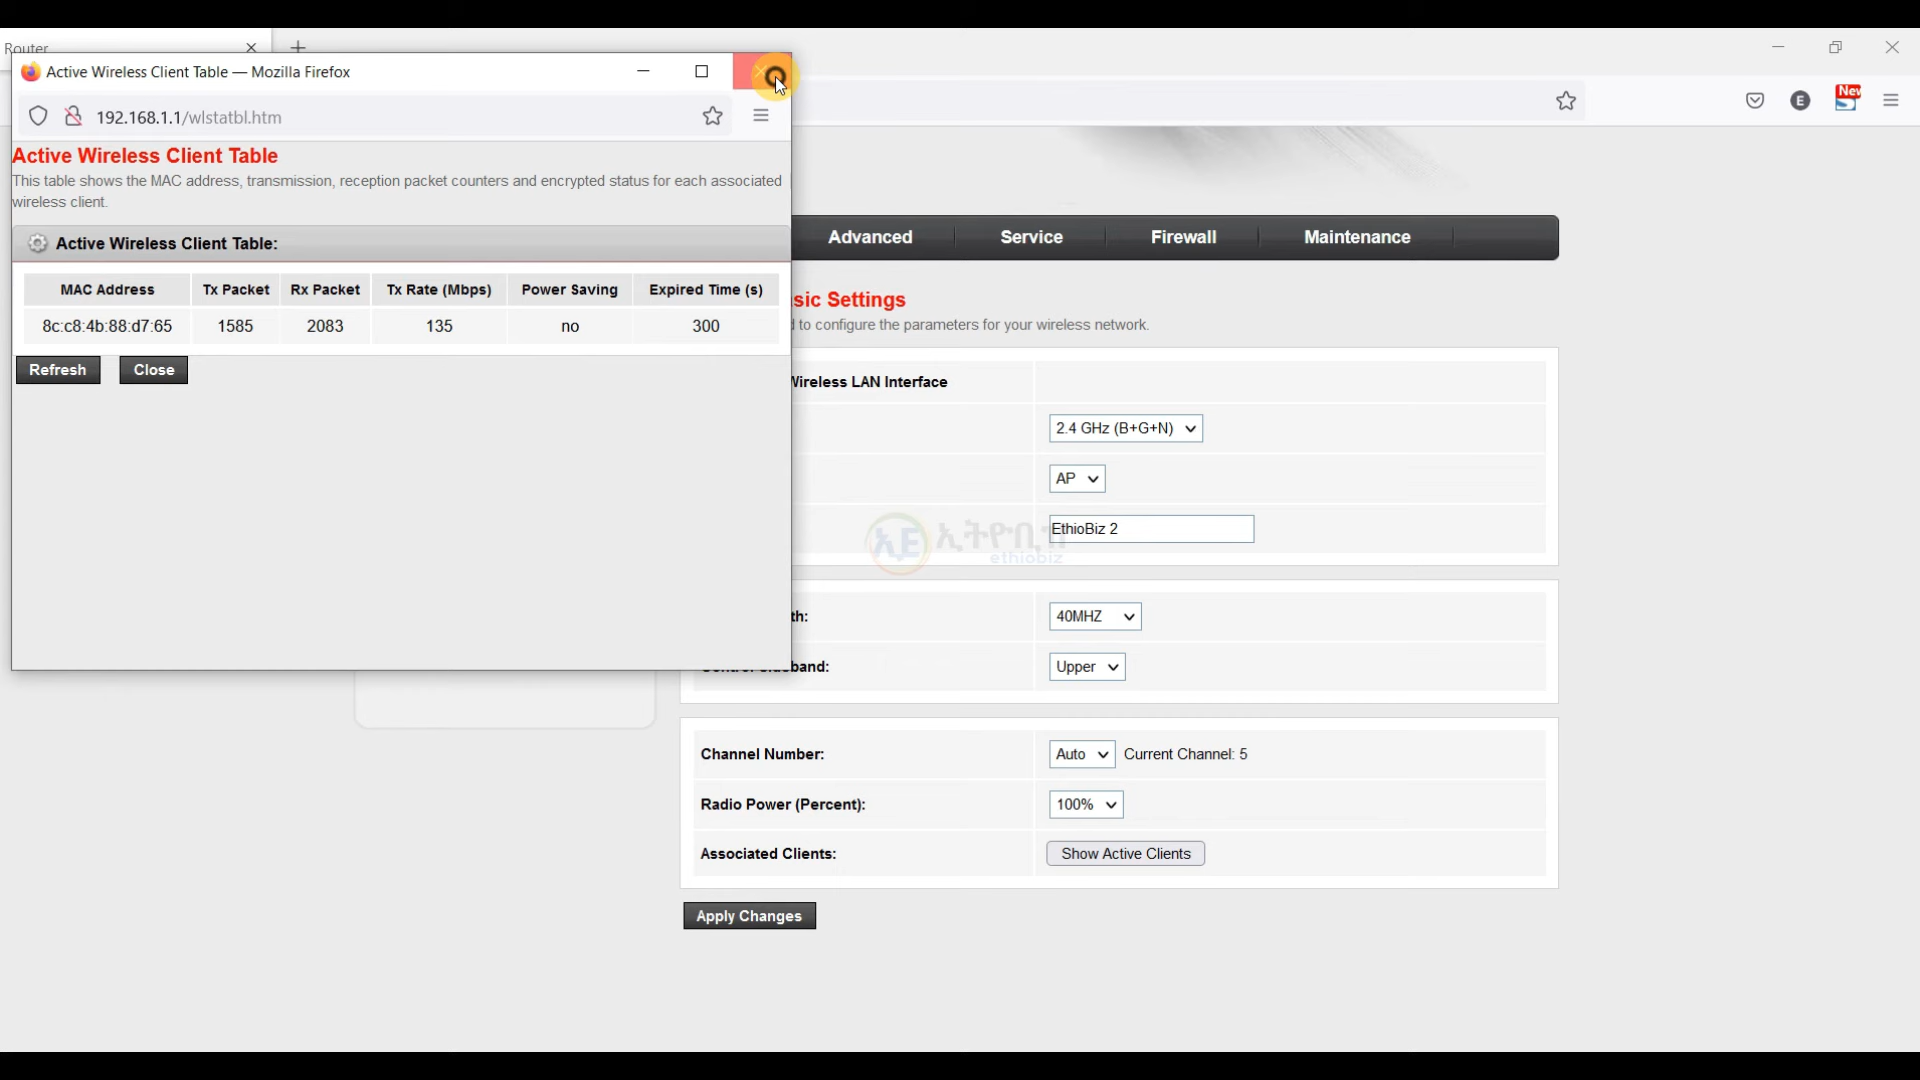 Router
Active Wireless Client Table — Mozilla Firefox
192.168.1.1/wlstatbl.htm
E
New
Active Wireless Client Table
This table shows the MAC address, transmission, reception packet counters and encrypted status for each associated
wireless client.
Active Wireless Client Table:
MAC Address Tx Packet Rx Packet Tx Rate (Mbps) Power Saving Expired Time (s)
8c:c8:4b:88:d7:65 1585 2083 135 no 300
Refresh Close
Advanced Service Firewall Maintenance
sic Settings
to configure the parameters for your wireless network.
Wireless LAN Interface
2.4 GHz (B+G+N)
AP
EthioBiz 2
ethiobiz
th: 40MHZ
Upper
Channel Number: Auto Current Channel: 5
Radio Power (Percent): 100%
Associated Clients: Show Active Clients
Apply Changes